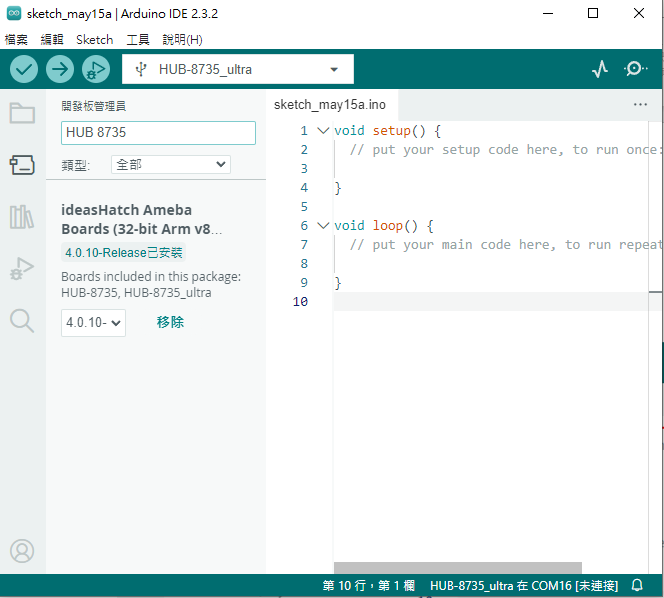 sketch_may15a | Arduino IDE 2.3.2
檔案 編輯 Sketch 工具 說明(H)
HUB-8735_ultra
開發板管理員
HUB 8735
類型: 全部
ideasHatch Ameba
Boards (32-bit Arm v8...
4.0.10-Release已安裝
Boards included in this package:
HUB-8735, HUB-8735_ultra
4.0.10- 移除
sketch_may15a.ino
1 void setup() {
2 // put your setup code here, to run once:
3
4 }
5
6 void loop() {
7 // put your main code here, to run repeat
8
9 }
10
第 10 行，第 1 欄 HUB-8735_ultra 在 COM16 [未連接]